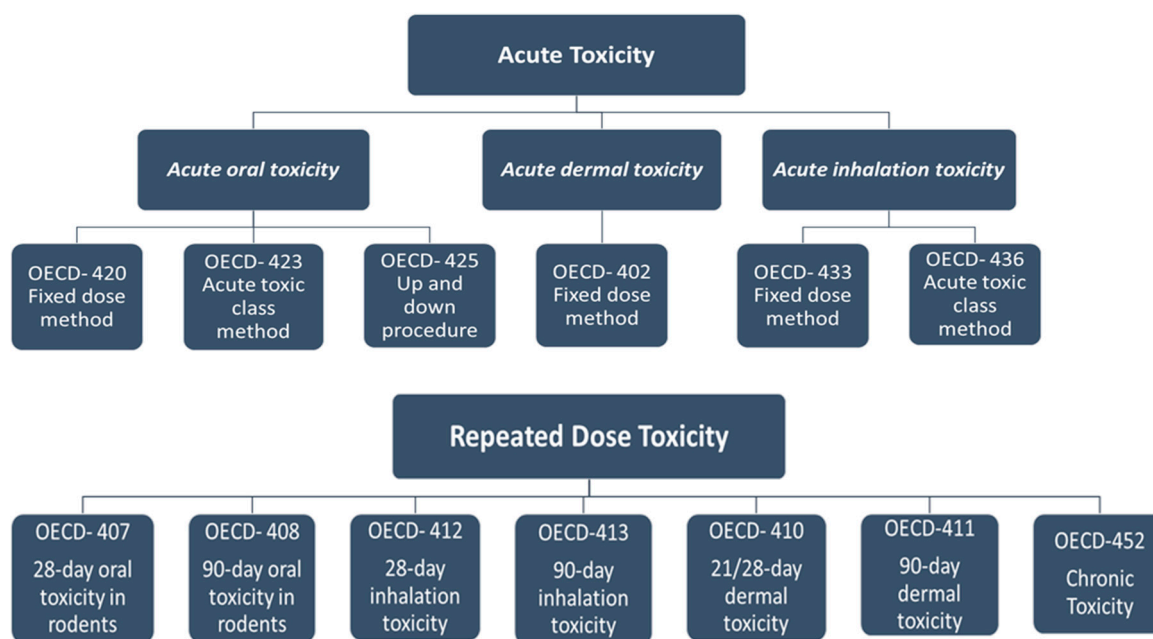 Acute Toxicity
Acute oral toxicity
Acute dermal toxicity
Acute inhalation toxicity
OECD- 420
Fixed dose
method
OECD- 423
Acute toxic
class
method
OECD- 425
Up and
down
procedure
OECD- 402
Fixed dose
method
OECD- 433
Fixed dose
method
OECD- 436
Acute toxic
class
method
Repeated Dose Toxicity
OECD- 407
28-day oral
toxicity in
rodents
OECD- 408
90-day oral
toxicity in
rodents
OECD- 412
28-day
inhalation
toxicity
OECD-413
90-day
inhalation
toxicity
OECD- 410
21/28-day
dermal
toxicity
OECD-411
90-day
dermal
toxicity
OECD-452
Chronic
Toxicity